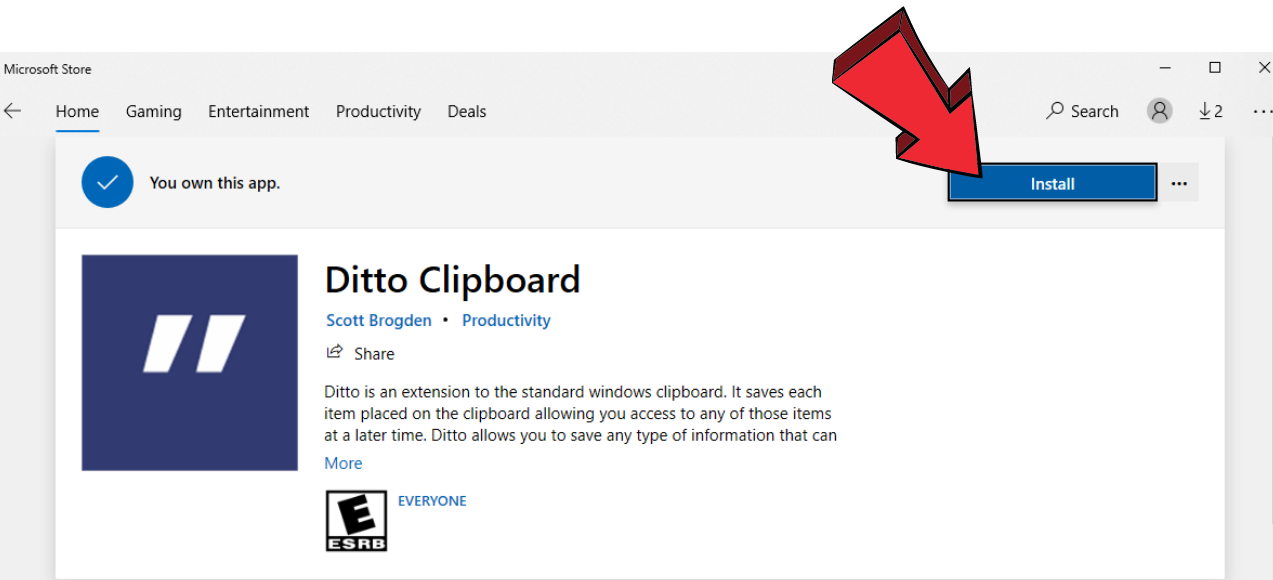 Microsoft Store
Home Gaming Entertainment Productivity Deals Search 2
You own this app. Install
Ditto Clipboard
Scott Brogden • Productivity
Share
Ditto is an extension to the standard windows clipboard. It saves each
item placed on the clipboard allowing you access to any of those items
at a later time. Ditto allows you to save any type of information that can
More
EVERYONE
E
ESRB